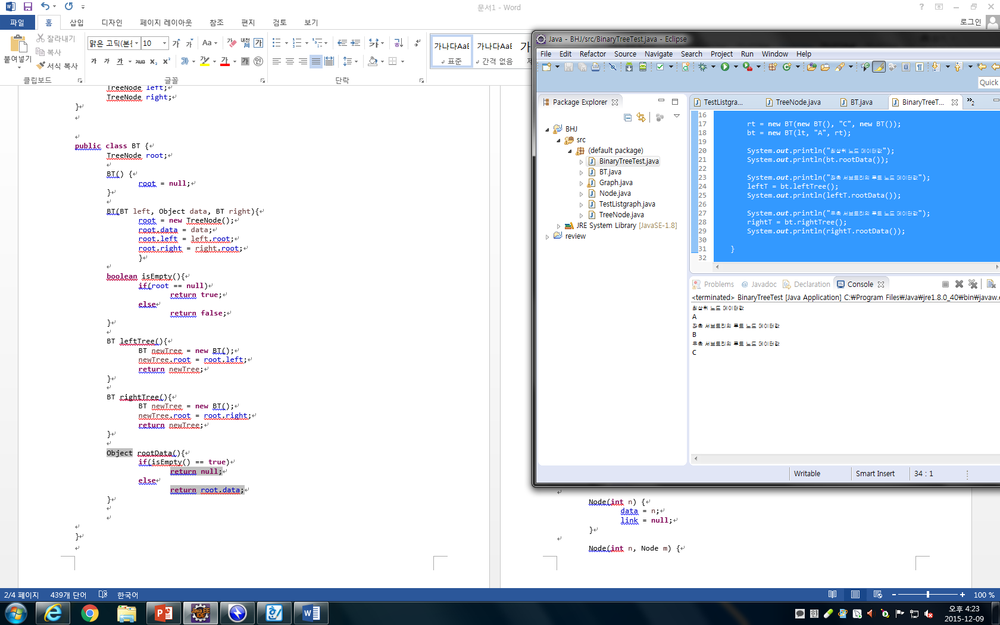 문서1 - Word
파일 홈 삽입 디자인 페이지 레이아웃 참조 편지 검토 보기 로그인
붙여넣기
잘라내기
복사
서식 복사
맑은 고딕(본문 10
가나다AaB 가나다AaE 가
표준 간격 없음 제
클립보드 글꼴 단락
TreeNode left;
TreeNode right;
}
public class BT {
TreeNode root;
BT() {
root = null;
}
BT(BT left, Object data, BT right){
root = new TreeNode();
root.data = data;
root.left = left.root;
root.right = right.root;
}
boolean isEmpty(){
if(root == null)
return true;
else
return false;
}
BT leftTree(){
BT newTree = new BT();
newTree.root = root.left;
return newTree;
}
BT rightTree(){
BT newTree = new BT();
newTree.root = root.right;
return newTree;
}
Object rootData(){
if(isEmpty() == true)
return null;
else
return root.data;
}
}
Java - BHJ/src/BinaryTreeTest.java - Eclipse
File Edit Refactor Source Navigate Search Project Run Window Help
Quick
Package Explorer
BHJ
src
(default package)
BinaryTreeTest.java
BT.java
Graph.java
Node.java
TestListgraph.java
TreeNode.java
JRE System Library [JavaSE-1.8]
review
TestListgra... TreeNode.java BT.java BinaryTreeT... »2
16
17 rt = new BT(new BT(), "C", new BT());
18 bt = new BT(lt, "A", rt);
19
20 System.out.println("최상위 노드 데이터값");
21 System.out.println(bt.rootData());
22
23 System.out.println("좌측 서브트리의 루트 노드 데이터값");
24 leftT = bt.leftTree();
25 System.out.println(leftT.rootData());
26
27 System.out.println("우측 서브트리의 루트 노드 데이터값");
28 rightT = bt.rightTree();
29 System.out.println(rightT.rootData());
30
31 }
32
Problems @ Javadoc Declaration Console
<terminated> BinaryTreeTest [Java Application] C:₩Program Files₩Java₩jre1.8.0_40₩bin₩javaw.e
최상위 노드 데이터값
A
좌측 서브트리의 루트 노드 데이터값
B
우측 서브트리의 루트 노드 데이터값
C
Writable Smart Insert 34 : 1
Node(int n) {
data = n;
link = null;
}
Node(int n, Node m) {
2/4 페이지 439개 단어 한국어 100 %
Java EE IDE
오후 4:23
2015-12-09